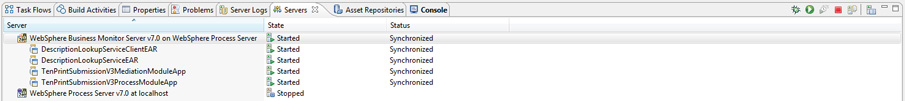 Task Flows Build Activities Properties Problems Server Logs Servers Asset Repositories Console
Server State Status
WebSphere Business Monitor Server v7.0 on WebSphere Process Server Started Synchronized
DescriptionLookupServiceClientEAR Started Synchronized
DescriptionLookupServiceEAR Started Synchronized
TenPrintSubmissionV3MediationModuleApp Started Synchronized
TenPrintSubmissionV3ProcessModuleApp Started Synchronized
WebSphere Process Server v7.0 at localhost Stopped